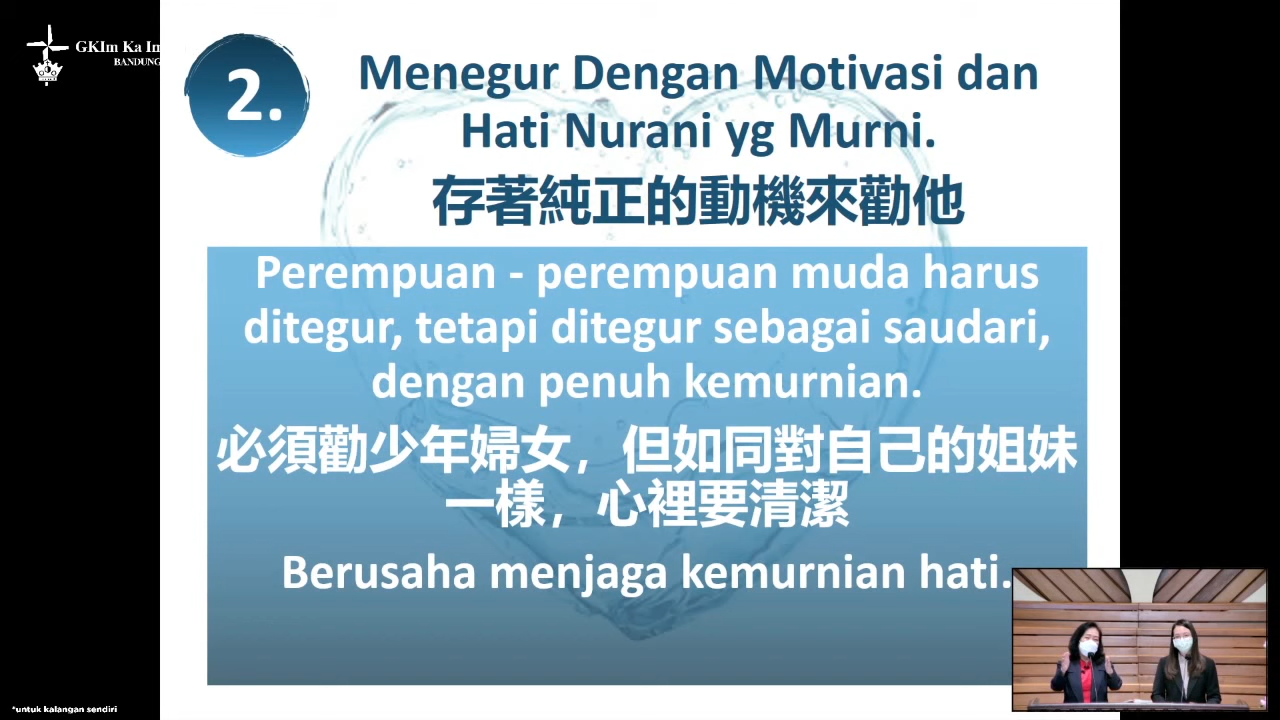 GKIm Ka Im
BANDUNG
2.
Menegur Dengan Motivasi dan
Hati Nurani yg Murni.
存著純正的動機來勸他
Perempuan - perempuan muda harus
ditegur, tetapi ditegur sebagai saudari,
dengan penuh kemurnian.
必須勸少年婦女，但如同對自己的姐妹
一樣，心裡要清潔
Berusaha menjaga kemurnian hati.
*untuk kalangan sendiri